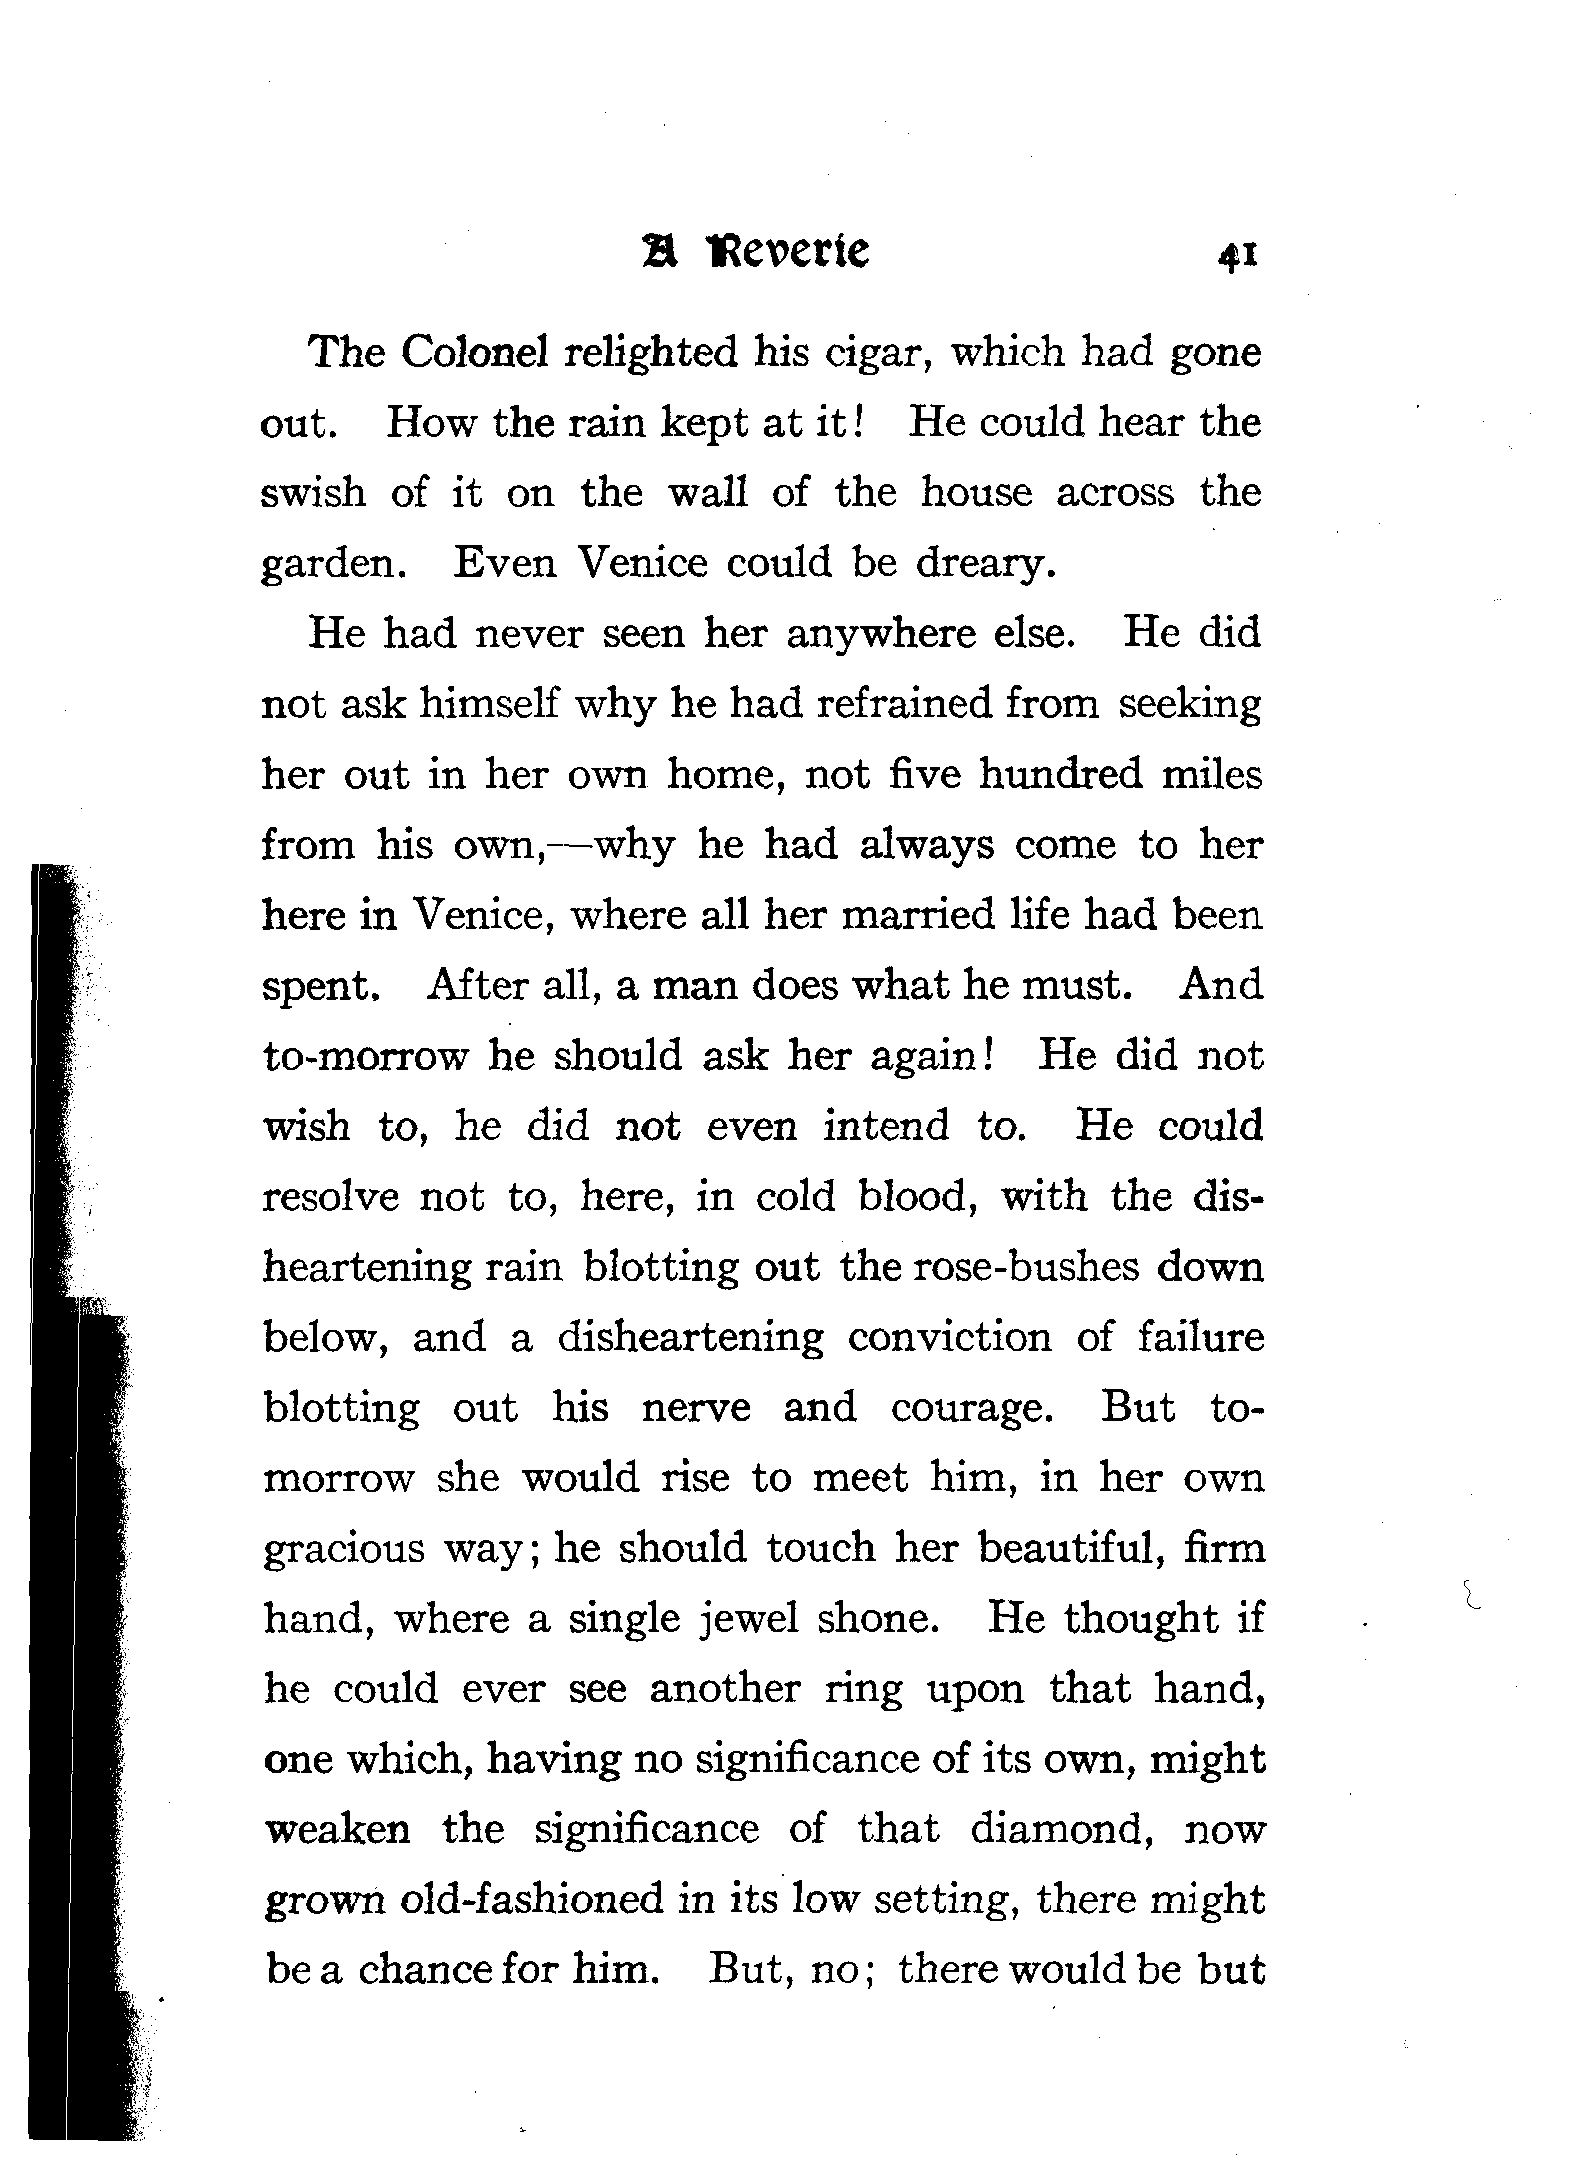 A Reverie 41
The Colonel relighted his cigar, which had gone
out. How the rain kept at it! He could hear the
swish of it on the wall of the house across the
garden. Even Venice could be dreary.
He had never seen her anywhere else. He did
not ask himself why he had refrained from seeking
her out in her own home, not five hundred miles
from his own,—why he had always come to her
here in Venice, where all her married life had been
spent. After all, a man does what he must. And
to-morrow he should ask her again! He did not
wish to, he did not even intend to. He could
resolve not to, here, in cold blood, with the dis-
heartening rain blotting out the rose-bushes down
below, and a disheartening conviction of failure
blotting out his nerve and courage. But to-
morrow she would rise to meet him, in her own
gracious way; he should touch her beautiful, firm
hand, where a single jewel shone. He thought if
he could ever see another ring upon that hand,
one which, having no significance of its own, might
weaken the significance of that diamond, now
grown old-fashioned in its low setting, there might
be a chance for him. But, no; there would be but